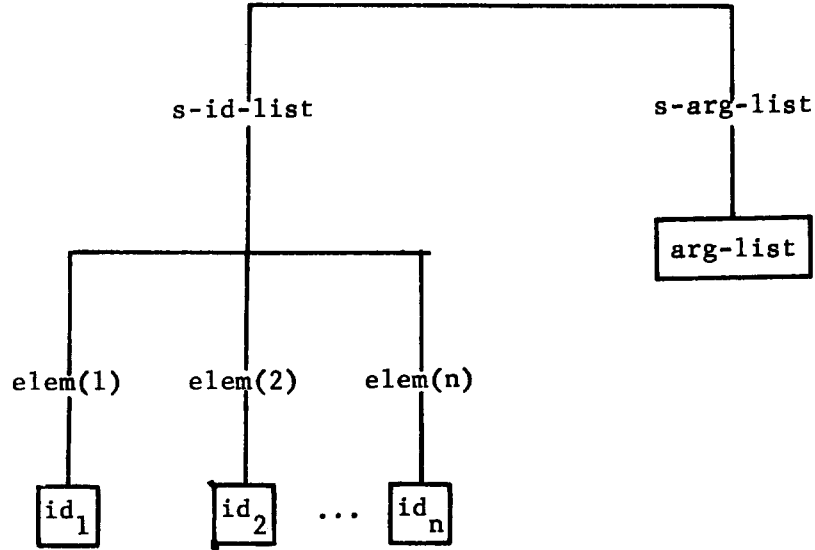 s-id-list s-arg-list
arg-list
elem(1) elem(2) elem(n)
id1 id2 ... idn